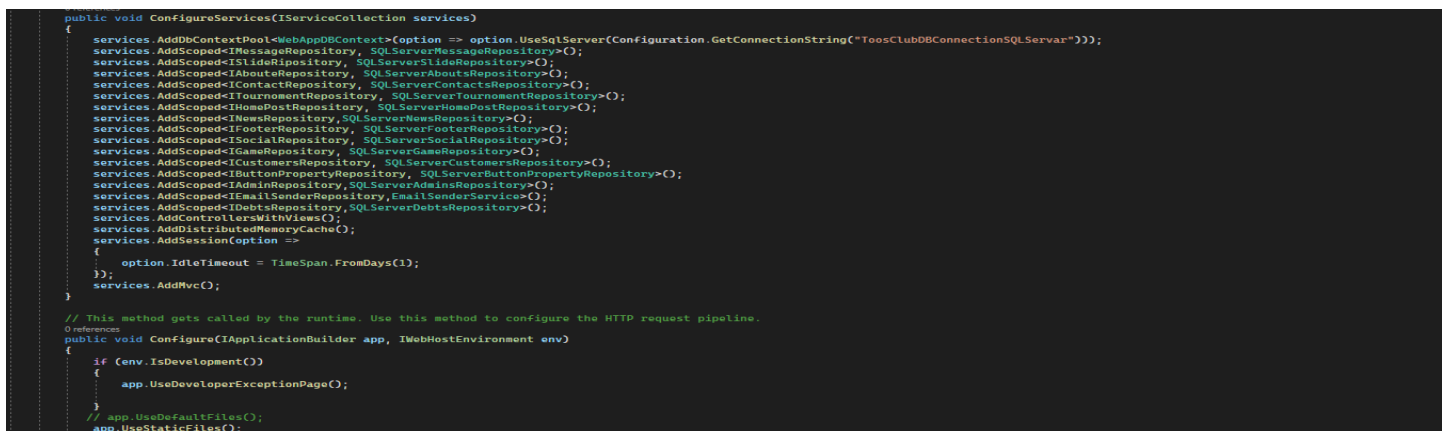 0 references
public void ConfigureServices(IServiceCollection services)
{
services.AddDbContextPool<WebAppDBContext>(option => option.UseSqlServer(Configuration.GetConnectionString("ToosClubDBConnectionSQLServar")));
services.AddScoped<IMessageRepository, SQLServerMessageRepository>();
services.AddScoped<ISlideRipository, SQLServerSlideRepository>();
services.AddScoped<IAbouteRepository, SQLServerAboutsRepository>();
services.AddScoped<IContactRepository, SQLServerContactsRepository>();
services.AddScoped<ITournomentRepository, SQLServerTournomentRepository>();
services.AddScoped<IHomePostRepository, SQLServerHomePostRepository>();
services.AddScoped<INewsRepository,SQLServerNewsRepository>();
services.AddScoped<IFooterRepository, SQLServerFooterRepository>();
services.AddScoped<ISocialRepository, SQLServerSocialRepository>();
services.AddScoped<IGameRepository, SQLServerGameRepository>();
services.AddScoped<ICustomersRepository, SQLServerCustomersRepository>();
services.AddScoped<IButtonPropertyRepository, SQLServerButtonPropertyRepository>();
services.AddScoped<IAdminRepository,SQLServerAdminsRepository>();
services.AddScoped<IEmailSenderRepository,EmailSenderService>();
services.AddScoped<IDebtsRepository,SQLServerDebtsRepository>();
services.AddControllersWithViews();
services.AddDistributedMemoryCache();
services.AddSession(option =>
{
option.IdleTimeout = TimeSpan.FromDays(1);
});
services.AddMvc();
}
// This method gets called by the runtime. Use this method to configure the HTTP request pipeline.
0 references
public void Configure(IApplicationBuilder app, IWebHostEnvironment env)
{
if (env.IsDevelopment())
{
app.UseDeveloperExceptionPage();
}
// app.UseDefaultFiles();
app.UseStaticFiles();